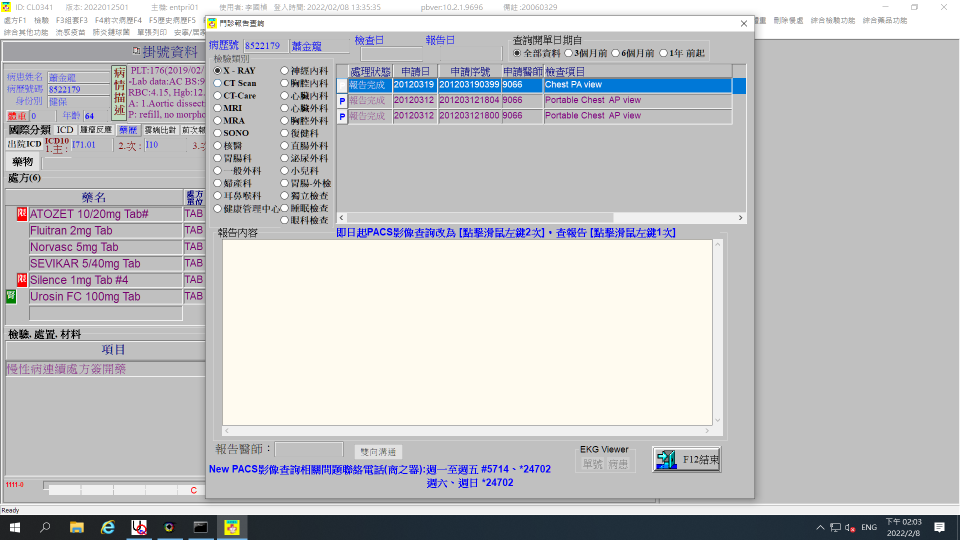 ID: CL0341 版本: 2022012501 主機: entpri01 使用者: 李國楨 登入時間: 2022/02/08 13:35:35 pbver:10.2.1.9696 備註 :20060329
處方F1 檢驗 F3組套F3 F4前次病歷F4 F5歷史病歷F5
刪除餐處 綜合檢驗功能 綜合藥品功能
綜合其他功能 流感疫苗 肺炎鏈球菌 單張列印
門診報告查詢
病歷號 8522179 蕭金龍 檢查日 報告日 查詢開單日期自
全部資料 3個月前 6個月前 1年 前起
檢驗類別
X - RAY 神經內科
CT Scan 胸腔內科
CT-Care 心臟內科
MRI 心臟外科
MRA 胸腔外科
SONO 復健科
核醫 直腸外科
胃腸科 泌尿外科
一般外科 小兒科
婦產科 胃腸-外檢
耳鼻喉科 獨立檢查
健康管理中心 睡眠檢查
眼科檢查
處理狀態 申請日 申請序號 申請醫師 檢查項目
報告完成 20120319 201203190399 9066 Chest PA view
P 報告完成 20120312 201203121804 9066 Portable Chest AP view
P 報告完成 20120312 201203121800 9066 Portable Chest AP view
報告內容 即日起PACS影像查詢改為 [點擊滑鼠左鍵2次]，查報告 [點擊滑鼠左鍵1次]
報告醫師： 雙向溝通 EKG Viewer
單號 病患
F12結束
New PACS影像查詢相關問題聯絡電話(商之器):週一至週五 #5714、*24702
週六、週日 *24702
掛號資料
病患姓名 蕭金龍
病歷號碼 8522179
身份別 健保
體重 0 年齡 64
病情描述
PLT:176(2019/02/
-Lab data:AC BS:9
RBC:4.15, Hgb:12.
A: 1.Aortic dissect
P: refill, no morpho
國際分類 ICD 腫瘤反應 藥歷 雲端比對
出院ICD ICD10 1.主: I71.01 2.次: I10 3.次
藥物
處方(6)
藥名 處方單位
限 ATOZET 10/20mg Tab# TAB
Fluitran 2mg Tab TAB
Norvasc 5mg Tab TAB
SEVIKAR 5/40mg Tab TAB
限 Silence 1mg Tab #4 TAB
腎 Urosin FC 100mg Tab TAB
檢驗, 處置, 材料
項目
慢性病連續處方簽開藥
1111-0 C
Ready
ENG
下午 02:03
2022/2/8